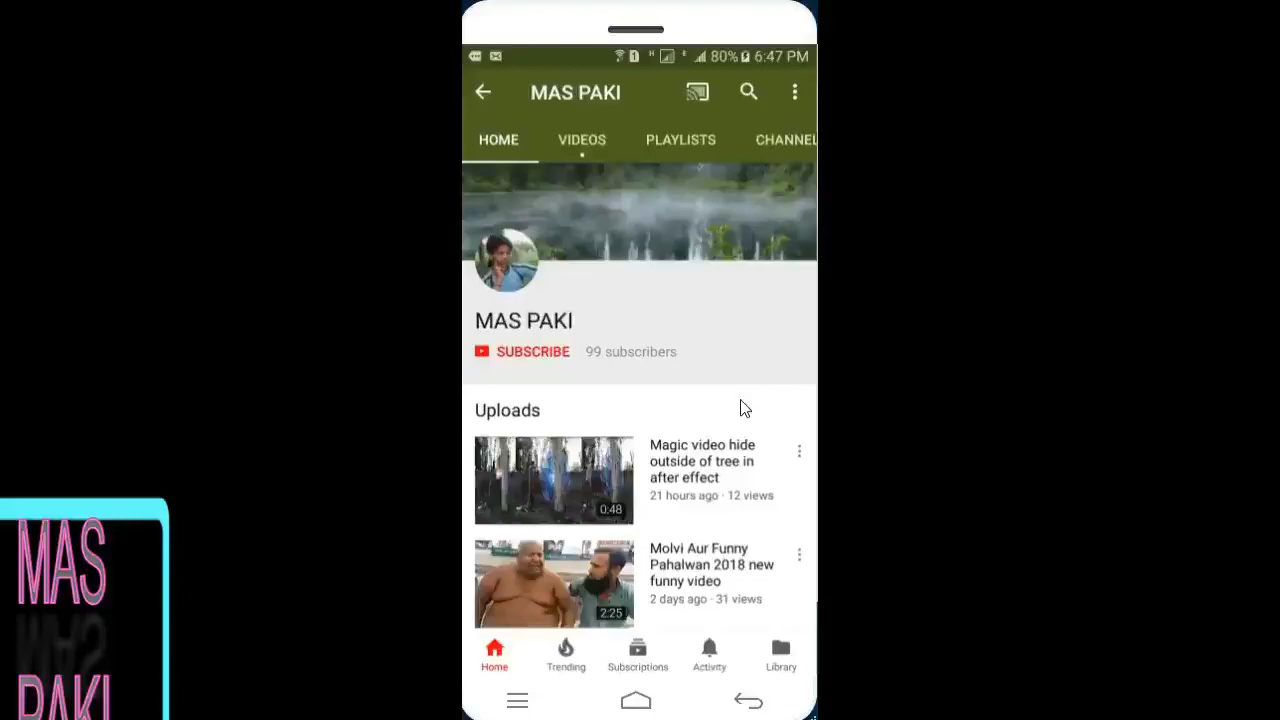 80% 6:47 PM
MAS PAKI
HOME VIDEOS PLAYLISTS CHANNEL
MAS PAKI
SUBSCRIBE 99 subscribers
Uploads
Magic video hide
outside of tree in
after effect
21 hours ago · 12 views
0:48
Molvi Aur Funny
Pahalwan 2018 new
funny video
2 days ago · 31 views
2:25
Home Trending Subscriptions Activity Library
MAS
PAKI